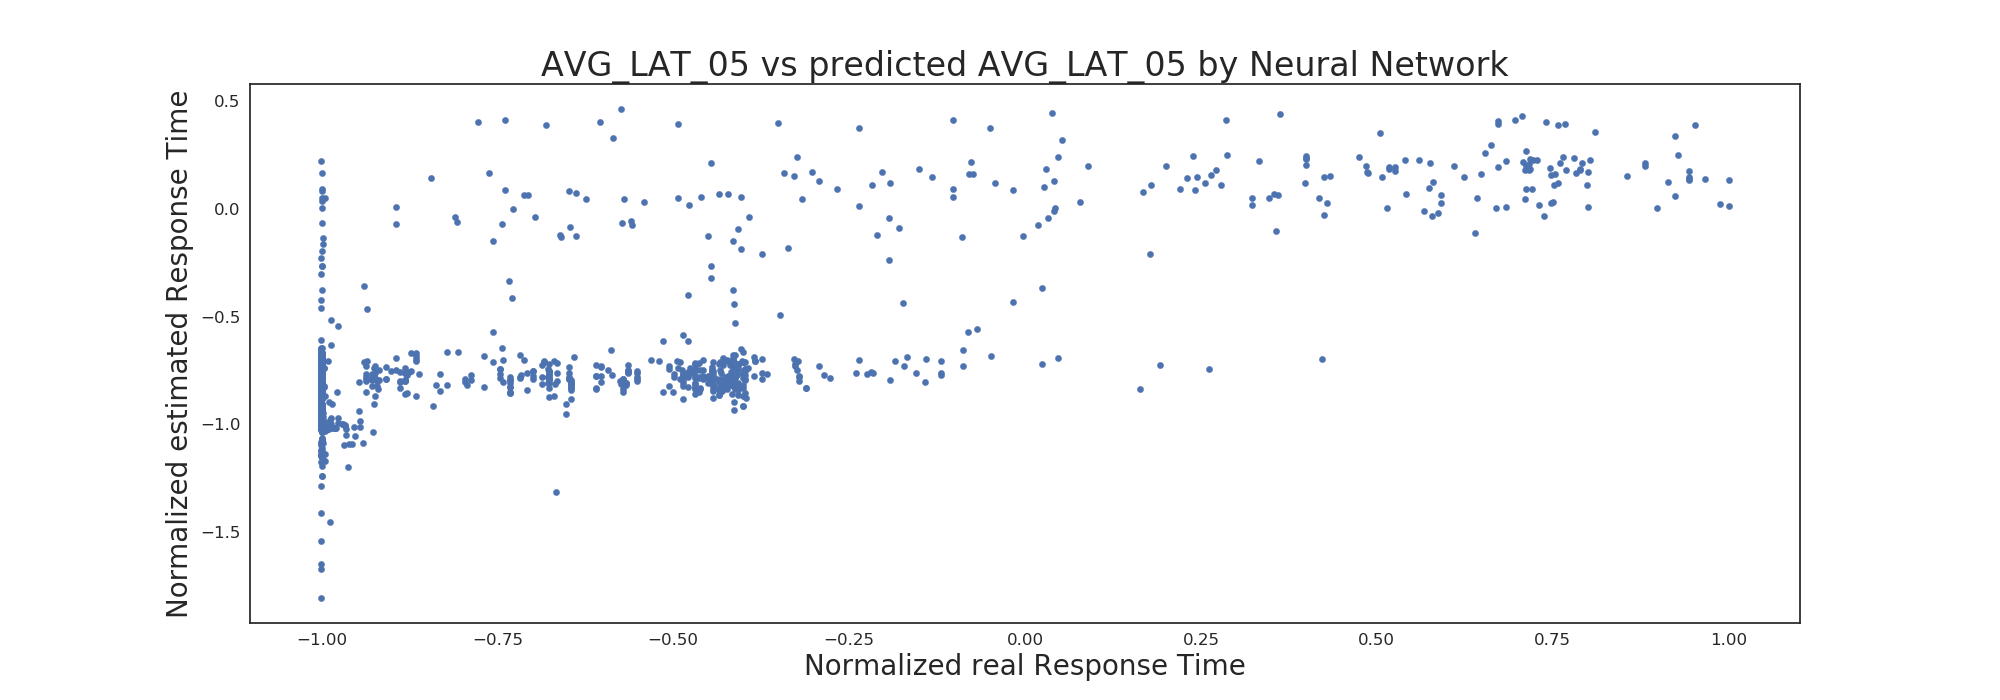 AVG_LAT_05 vs predicted AVG_LAT_05 by Neural Network
Normalized estimated Response Time
0.5
0.0
−0.5
−1.0
−1.5
−1.00 −0.75 −0.50 −0.25 0.00 0.25 0.50 0.75 1.00
Normalized real Response Time